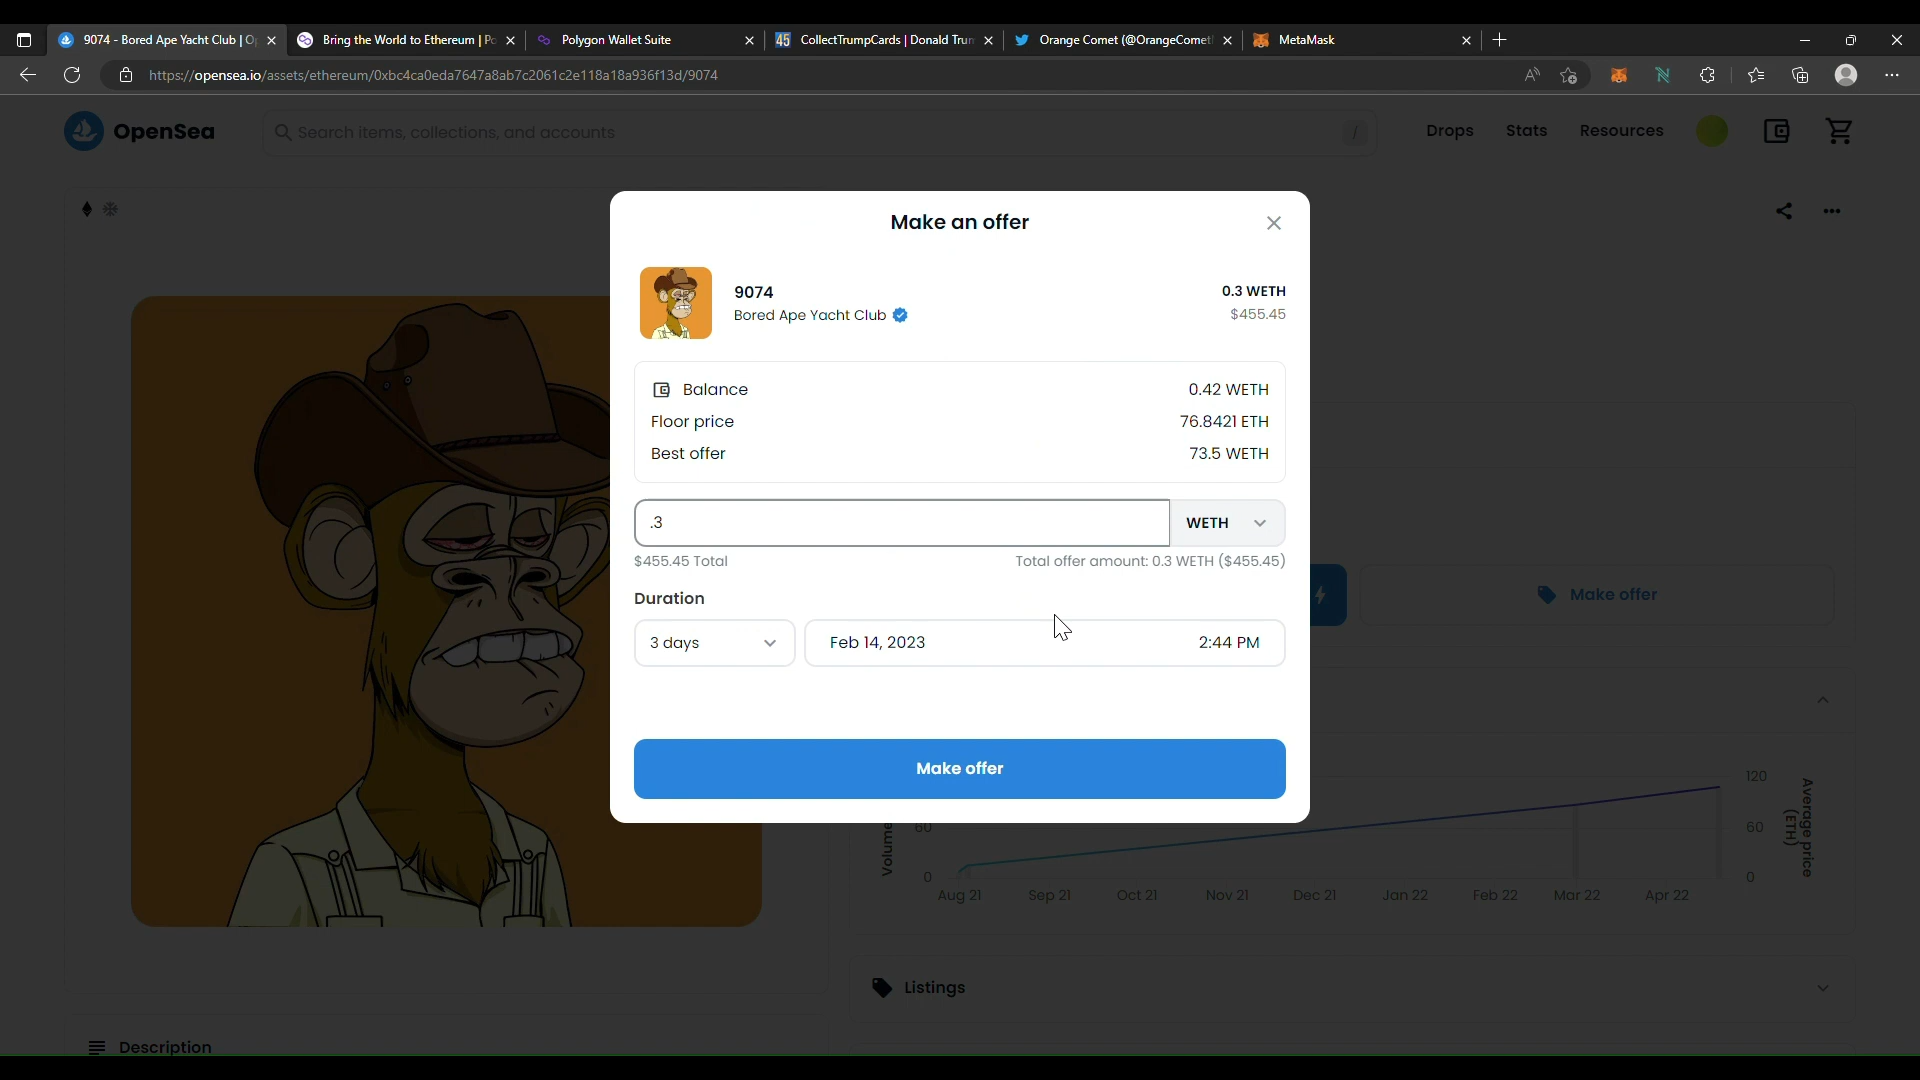 9074 - Bored Ape Yacht Club | O
Bring the World to Ethereum | Po
Polygon Wallet Suite
45 CollectTrumpCards | Donald Trum
Orange Comet (@OrangeComet
MetaMask
https://opensea.io/assets/ethereum/0xbc4ca0eda7647a8ab7c2061c2e118a18a936f13d/9074
OpenSea
Search items, collections, and accounts
/
Drops
Stats
Resources
Make an offer
9074
0.3 WETH
Bored Ape Yacht Club
$455.45
Balance
0.42 WETH
Floor price
76.8421 ETH
Best offer
73.5 WETH
.3
WETH
$455.45 Total
Total offer amount: 0.3 WETH ($455.45)
Duration
Make offer
3 days
Feb 14, 2023
2:44 PM
Make offer
Volume
60
0
120
60
0
Average price
(ETH)
Aug 21
Sep 21
Oct 21
Nov 21
Dec 21
Jan 22
Feb 22
Mar 22
Apr 22
Listings
Description